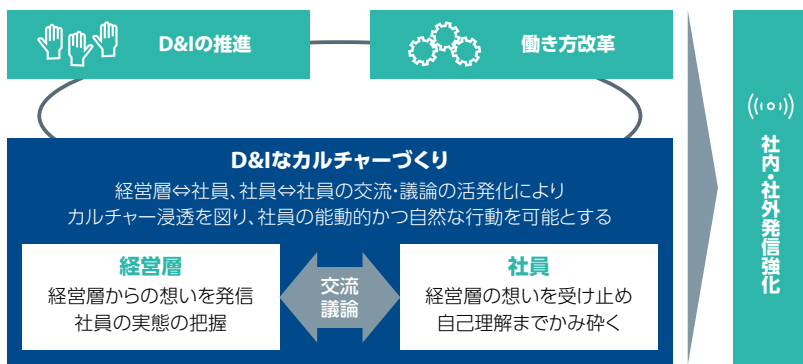 D&Iの推進
働き方改革
D&Iなカルチャーづくり
経営層⇔社員、社員⇔社員の交流・議論の活発化により
カルチャー浸透を図り、社員の能動的かつ自然な行動を可能とする
経営層
経営層からの想いを発信
社員の実態の把握
交流
議論
社員
経営層の想いを受け止め
自己理解までかみ砕く
社内・社外発信強化